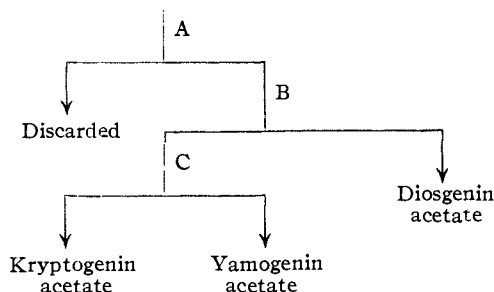 A
B
Discarded
C
Diosgenin
acetate
Kryptogenin
acetate
Yamogenin
acetate